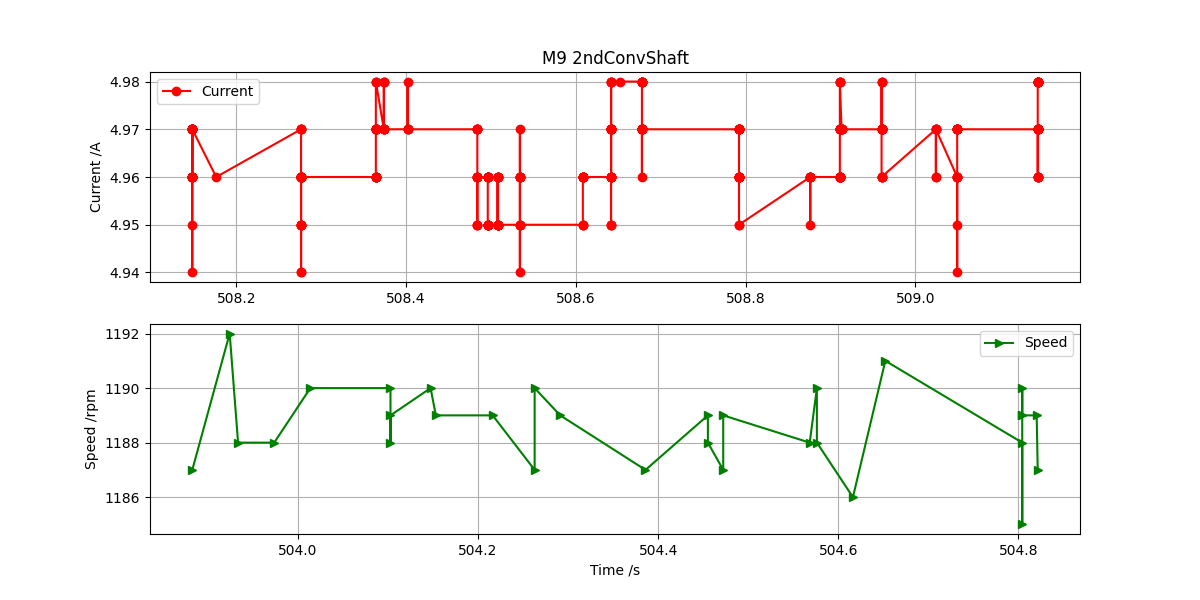 M9 2ndConvShaft
4.98
4.97
4.96
4.95
4.94
Current /A
Current
508.2 508.4 508.6 508.8 509.0
1192
1190
1188
1186
Speed /rpm
Speed
504.0 504.2 504.4 504.6 504.8
Time /s